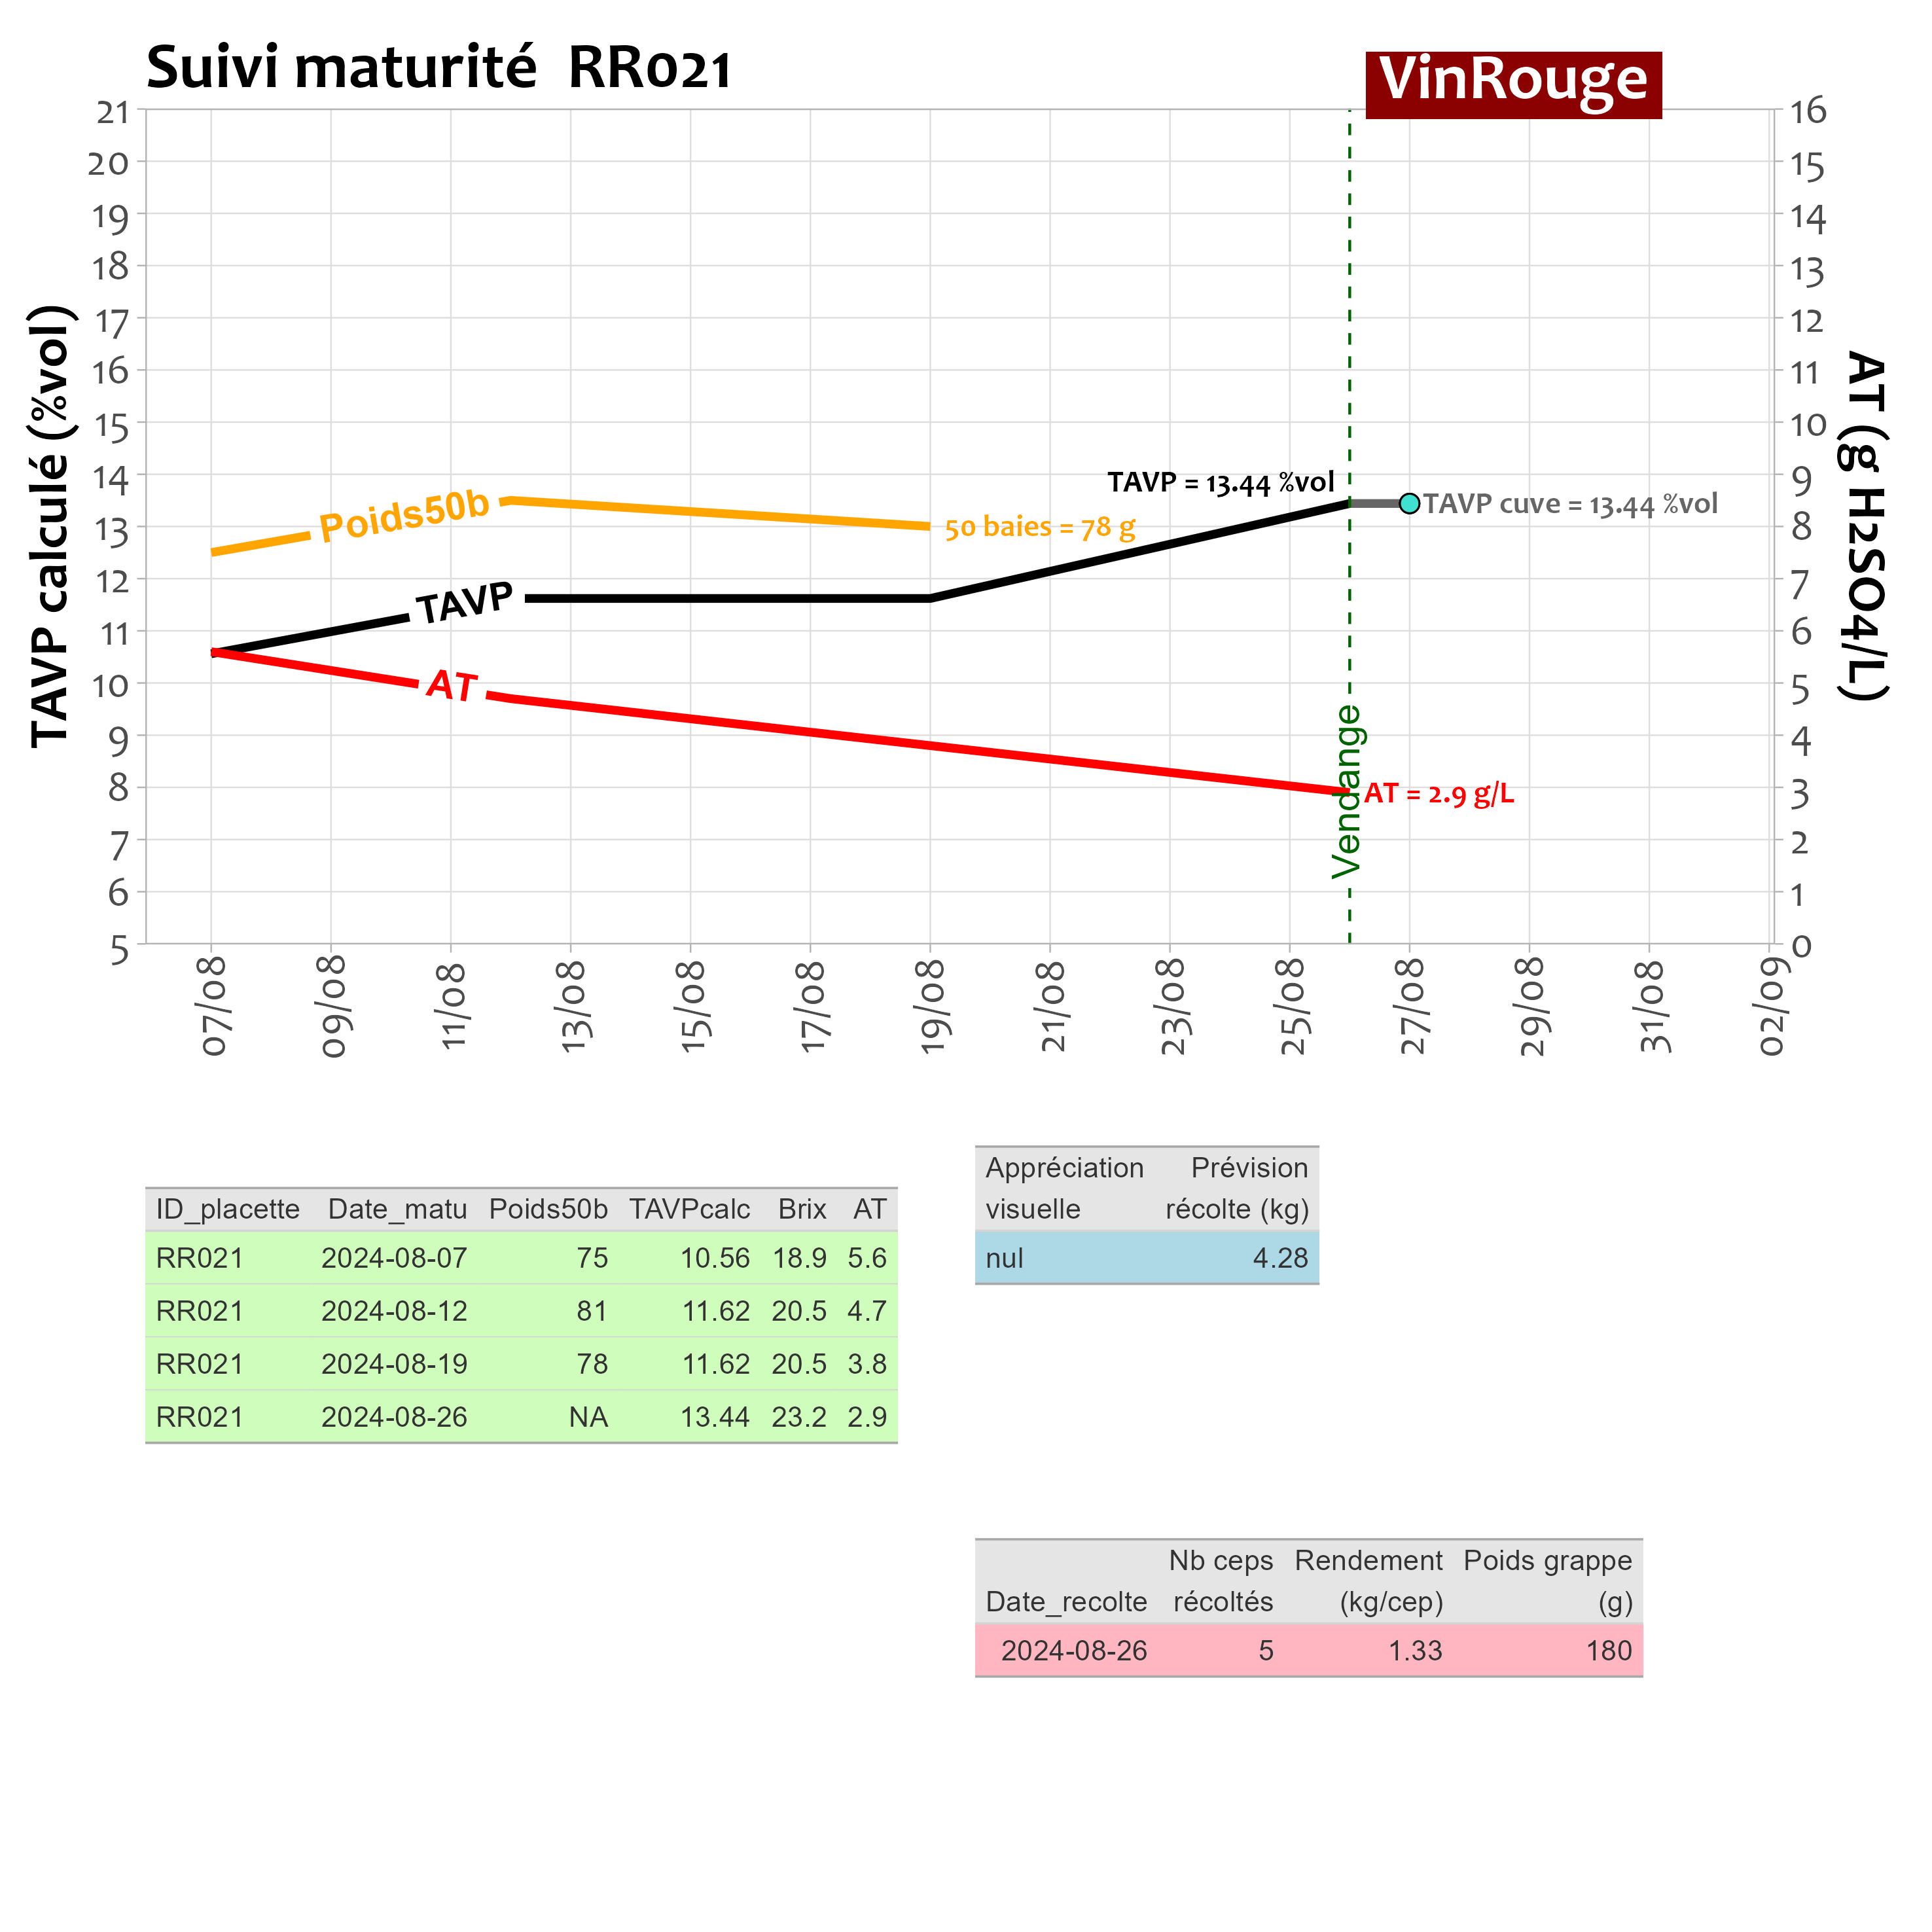 Suivi maturité  RR021
VinRouge
TAVP calculé (%vol)
21
20
19
18
17
16
15
14
13
12
11
10
9
8
7
6
5
Poids50b
50 baies = 78 g
TAVP
TAVP = 13.44 %vol
TAVP cuve = 13.44 %vol
AT
AT = 2.9 g/L
Vendange
16
15
14
13
12
11
10
9
8
7
6
5
4
3
2
1
0
AT (g H2SO4/L)
07/08 09/08 11/08 13/08 15/08 17/08 19/08 21/08 23/08 25/08 27/08 29/08 31/08 02/09
ID_placette Date_matu Poids50b TAVPcalc Brix AT
RR021 2024-08-07 75 10.56 18.9 5.6
RR021 2024-08-12 81 11.62 20.5 4.7
RR021 2024-08-19 78 11.62 20.5 3.8
RR021 2024-08-26 NA 13.44 23.2 2.9
Appréciation Prévision
visuelle récolte (kg)
nul 4.28
Nb ceps Rendement Poids grappe
Date_recolte récoltés (kg/cep) (g)
2024-08-26 5 1.33 180